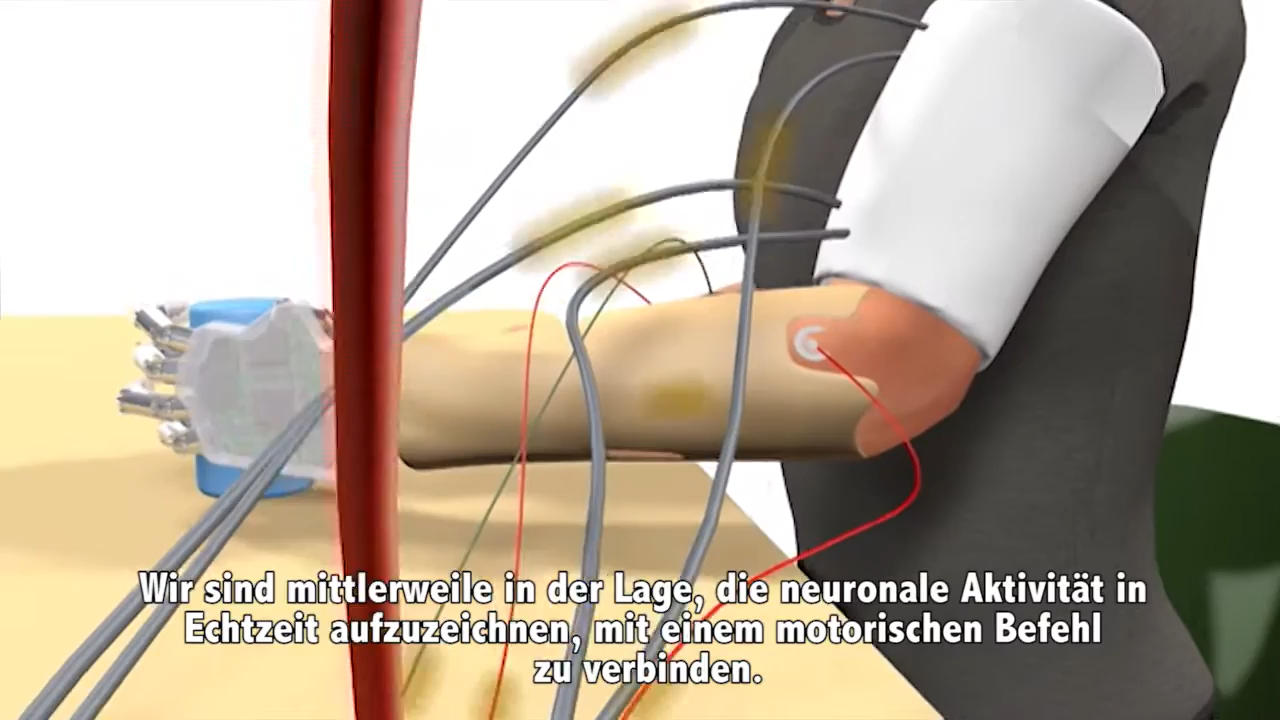 Wir sind mittlerweile in der Lage, die neuronale Aktivität in
Echtzeit aufzuzeichnen, mit einem motorischen Befehl
zu verbinden.